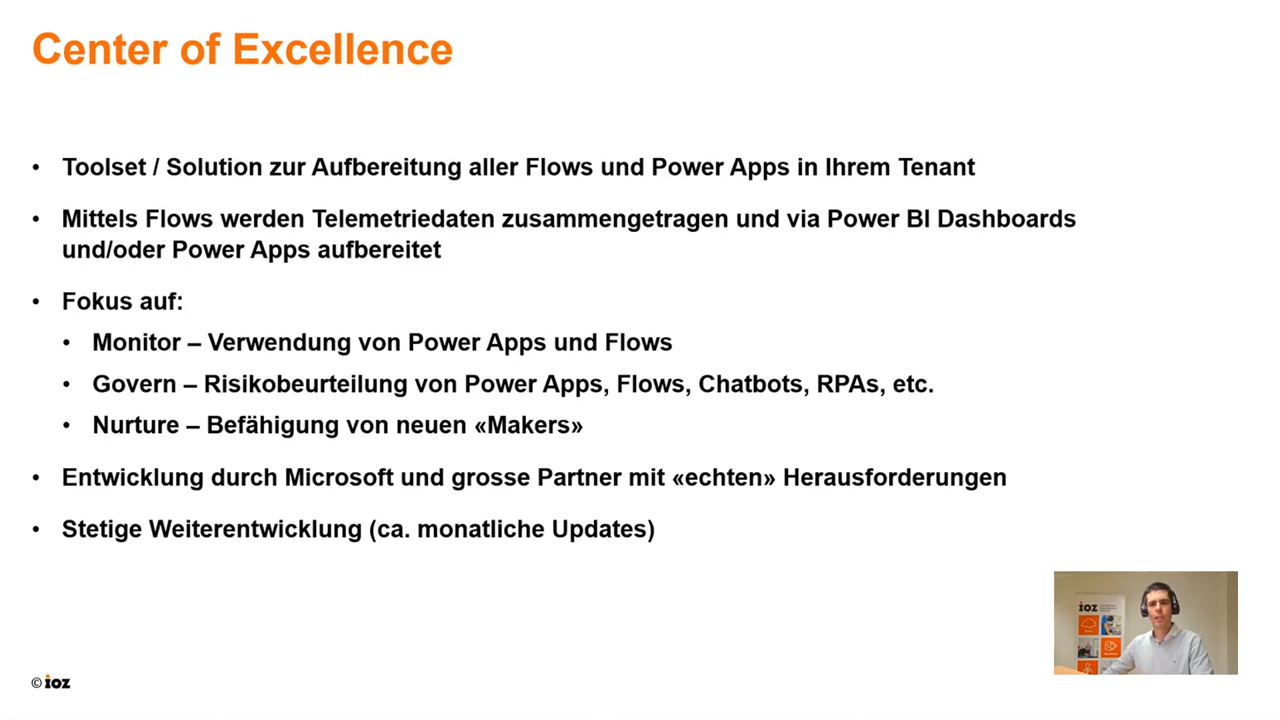 Center of Excellence
• Toolset / Solution zur Aufbereitung aller Flows und Power Apps in Ihrem Tenant
• Mittels Flows werden Telemetriedaten zusammengetragen und via Power BI Dashboards
und/oder Power Apps aufbereitet
• Fokus auf:
• Monitor – Verwendung von Power Apps und Flows
• Govern – Risikobeurteilung von Power Apps, Flows, Chatbots, RPAs, etc.
• Nurture – Befähigung von neuen «Makers»
• Entwicklung durch Microsoft und grosse Partner mit «echten» Herausforderungen
• Stetige Weiterentwicklung (ca. monatliche Updates)
ioz
© ioz